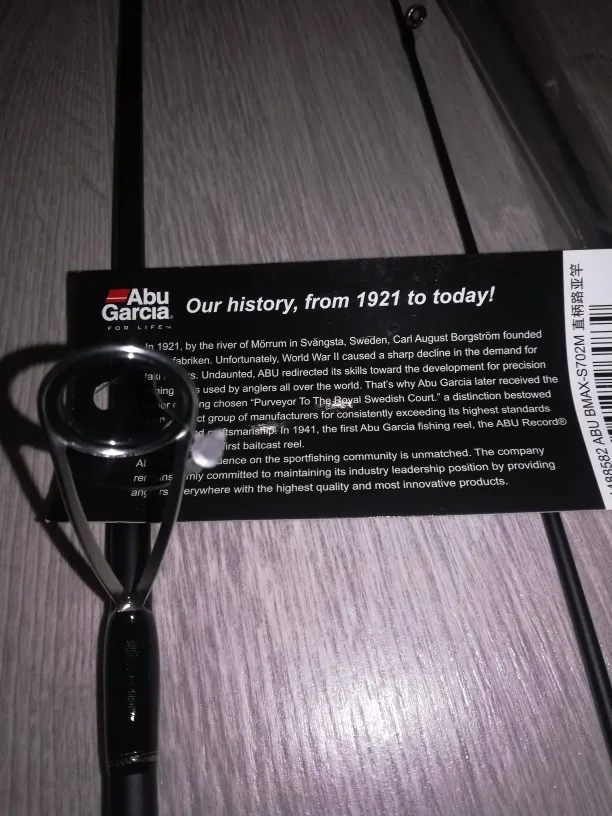 Abu
Garcia®
FOR LIFE™
Our history, from 1921 to today!
In 1921, by the river of Mörrum in Svängsta, Sweden, Carl August Borgström founded
fabriken. Unfortunately, World War II caused a sharp decline in the demand for
Undaunted, ABU redirected its skills toward the development for precision
used by anglers all over the world. That's why Abu Garcia later received the
chosen "Purveyor To The Royal Swedish Court." a distinction bestowed
group of manufacturers for consistently exceeding its highest standards
craftsmanship. In 1941, the first Abu Garcia fishing reel, the ABU Record®
first baitcast reel.
on the sportfishing community is unmatched. The company
committed to maintaining its industry leadership position by providing
everywhere with the highest quality and most innovative products.
488582 ABU BMAX-S702M 直柄路亚竿